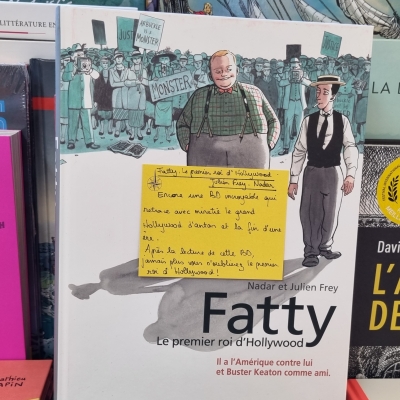 LITTÉRATURE EN
JUST
MONSTER
MONSTER
Fatty : le premier roi d'Hollywood
Julien Frey. Nadar
Encore une BD incroyable qui
retrace avec minutie le grand
Hollywood d'antan et la fin d'une
ère.
Après la lecture de cette BD,
jamais plus vous n'oublierez le premier
roi d'Hollywood !
Nadar et Julien Frey
Fatty
Le premier roi d'Hollywood
Il a l'Amérique contre lui
et Buster Keaton comme ami.
LA
David
L'A
DE